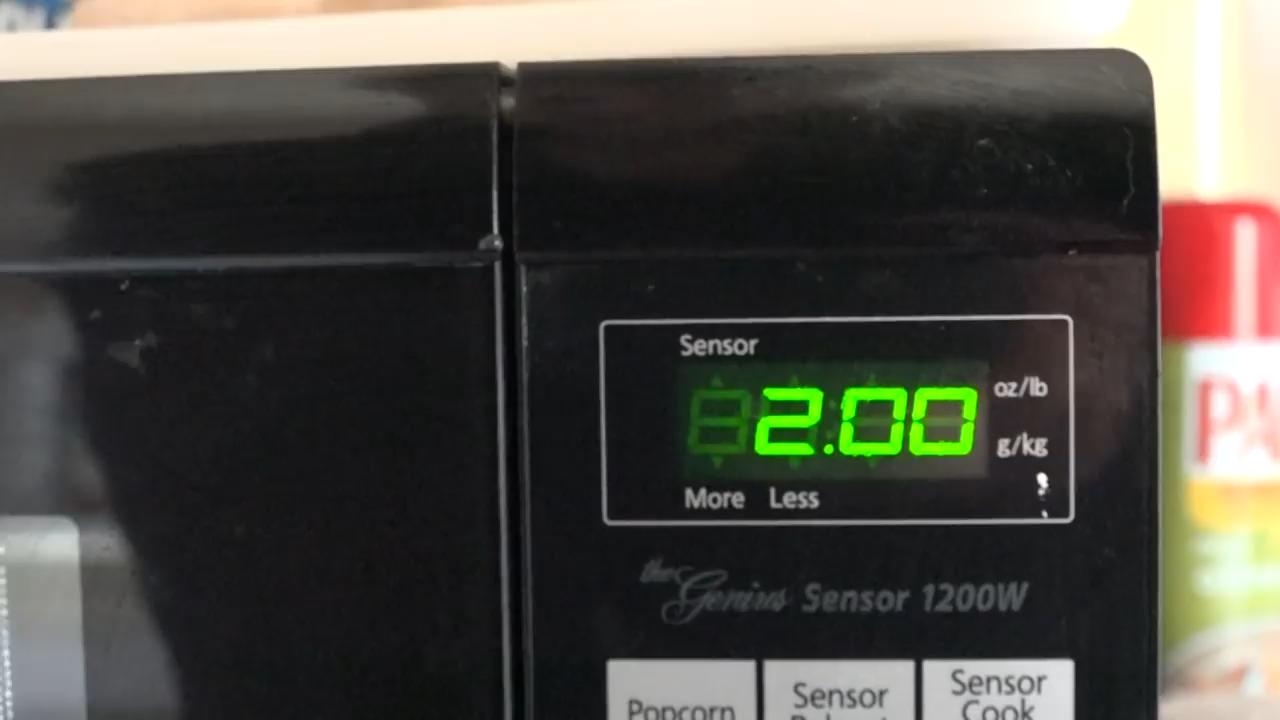 Sensor
2.00
oz/lb
g/kg
More Less
the Genius Sensor 1200W
Popcorn
Sensor
Sensor
Cook